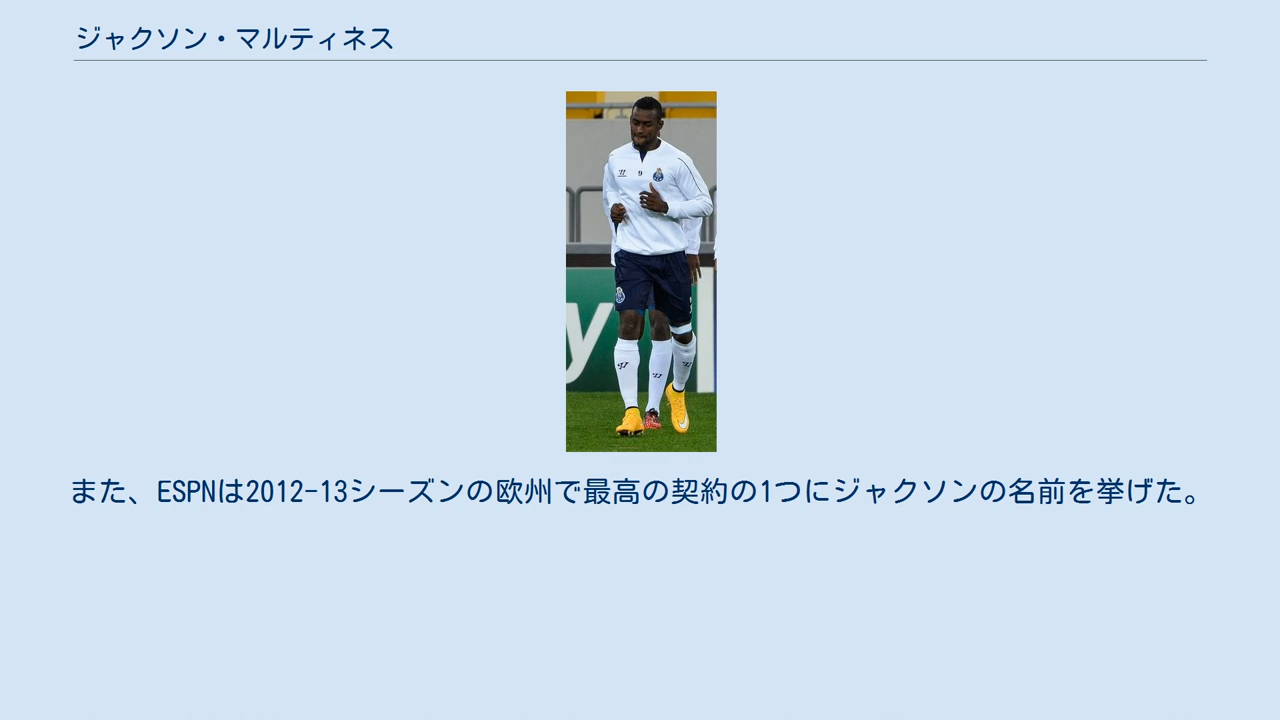 ジャクソン・マルティネス
9
y
また、ESPNは2012-13シーズンの欧州で最高の契約の1つにジャクソンの名前を挙げた。